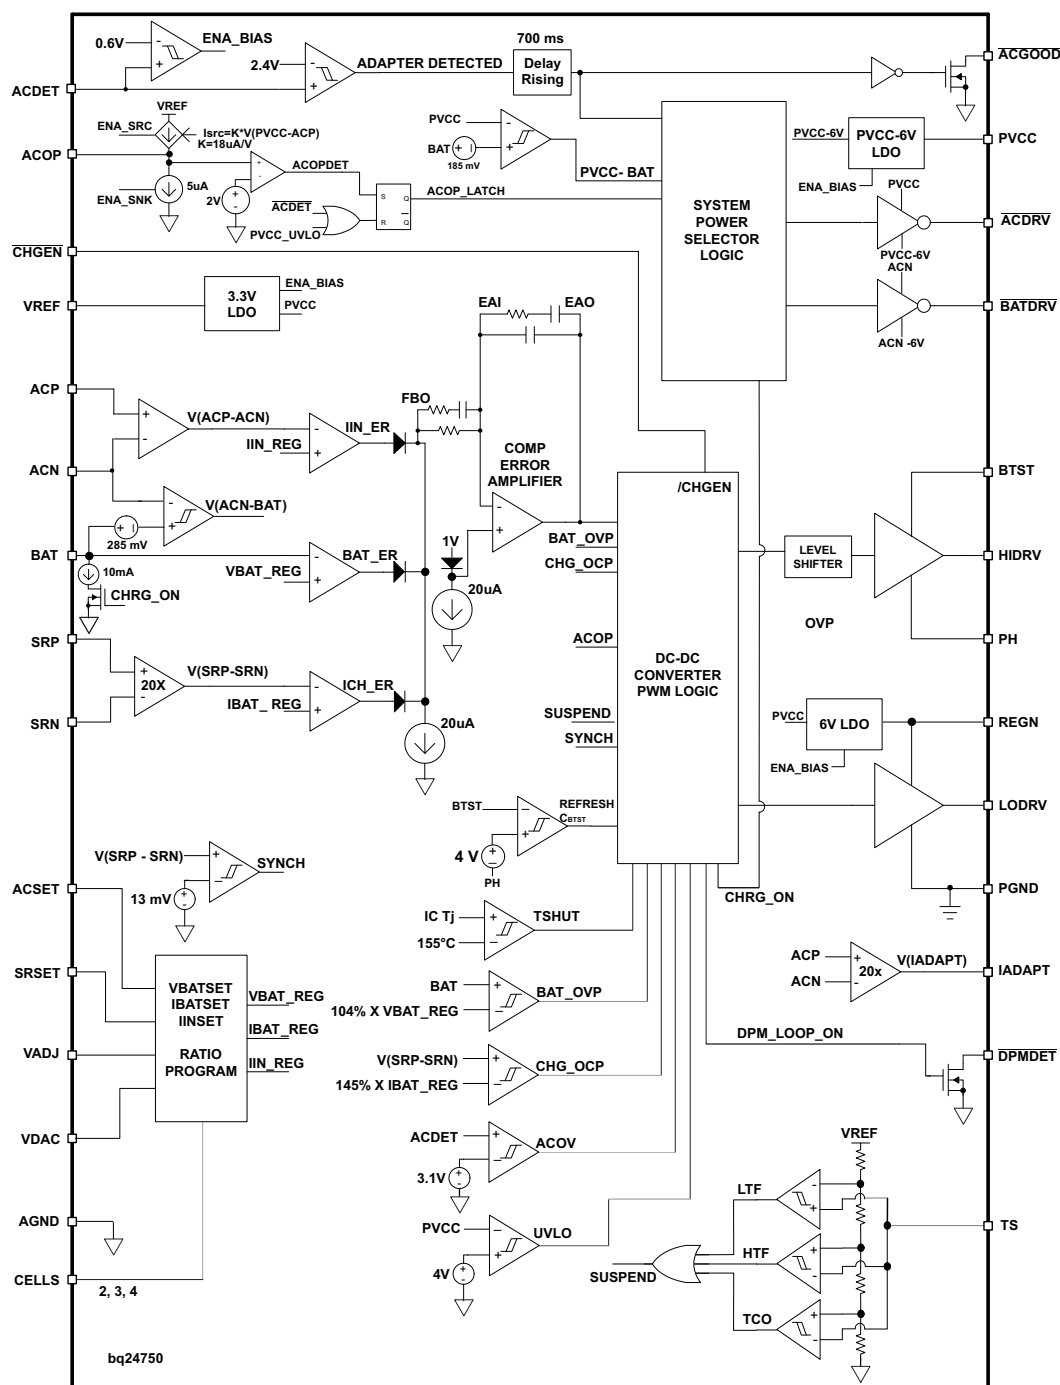 700 ms
0.6V
ENA_BIAS
2.4V
ADAPTER DETECTED
Delay
Rising
ACGOOD
ACDET
VREF
ENA_SRC
Isrc=K*V(PVCC-ACP)
K=18uA/V
ACOP
PVCC
BAT
185 mV
PVCC- BAT
PVCC-6V
PVCC-6V
LDO
PVCC
ENA_BIAS
ACOPDET
5uA
ENA_SNK
2V
ACDET
PVCC_UVLO
S
Q
R
Q
ACOP_LATCH
SYSTEM
POWER
SELECTOR
LOGIC
PVCC
ACDRV
PVCC-6V
ACN
BATDRV
ACN -6V
CHGEN
VREF
3.3V
LDO
ENA_BIAS
PVCC
EAI
EAO
FBO
ACP
V(ACP-ACN)
IIN_ER
IIN_REG
ACN
COMP
ERROR
AMPLIFIER
V(ACN-BAT)
285 mV
BAT
10mA
CHRG_ON
BAT_ER
VBAT_REG
1V
20uA
/CHGEN
BAT_OVP
CHG_OCP
ACOP
DC-DC
CONVERTER
PWM LOGIC
SUSPEND
SYNCH
LEVEL
SHIFTER
BTST
HIDRV
OVP
PH
SRP
20X
V(SRP-SRN)
ICH_ER
IBAT_ REG
SRN
20uA
PVCC
6V LDO
REGN
ENA_BIAS
LODRV
PGND
BTST
REFRESH
CBTST
4 V
PH
V(SRP - SRN)
SYNCH
13 mV
CHRG_ON
IC Tj
TSHUT
155°C
ACSET
SRSET
VADJ
VDAC
VBATSET
IBATSET
IINSET
RATIO
PROGRAM
VBAT_REG
IBAT_REG
IIN_REG
BAT
BAT_OVP
104% X VBAT_REG
V(SRP-SRN)
CHG_OCP
145% X IBAT_REG
ACP
ACN
20x
V(IADAPT)
IADAPT
DPM_LOOP_ON
DPMDET
ACDET
ACOV
3.1V
PVCC
UVLO
4V
VREF
LTF
HTF
TCO
SUSPEND
TS
AGND
CELLS
2, 3, 4
bq24750